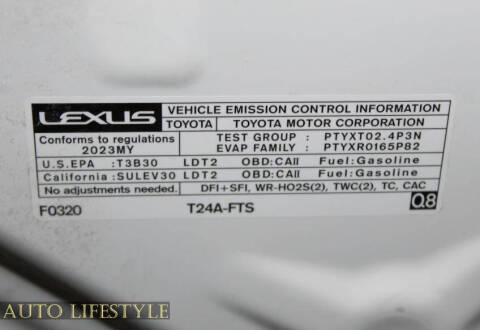 LEXUS
VEHICLE EMISSION CONTROL INFORMATION
TOYOTA TOYOTA MOTOR CORPORATION
Conforms to regulations
2023MY
TEST GROUP : PTYXT02.4P3N
EVAP FAMILY : PTYXR0165P82
U.S.EPA :T3B30 LDT2 OBD:CAII Fuel:Gasoline
California :SULEV30 LDT2 OBD:CAII Fuel:Gasoline
No adjustments needed. DFI+SFI, WR-HO2S(2), TWC(2), TC, CAC
F0320 T24A-FTS Q8
AUTO LIFESTYLE